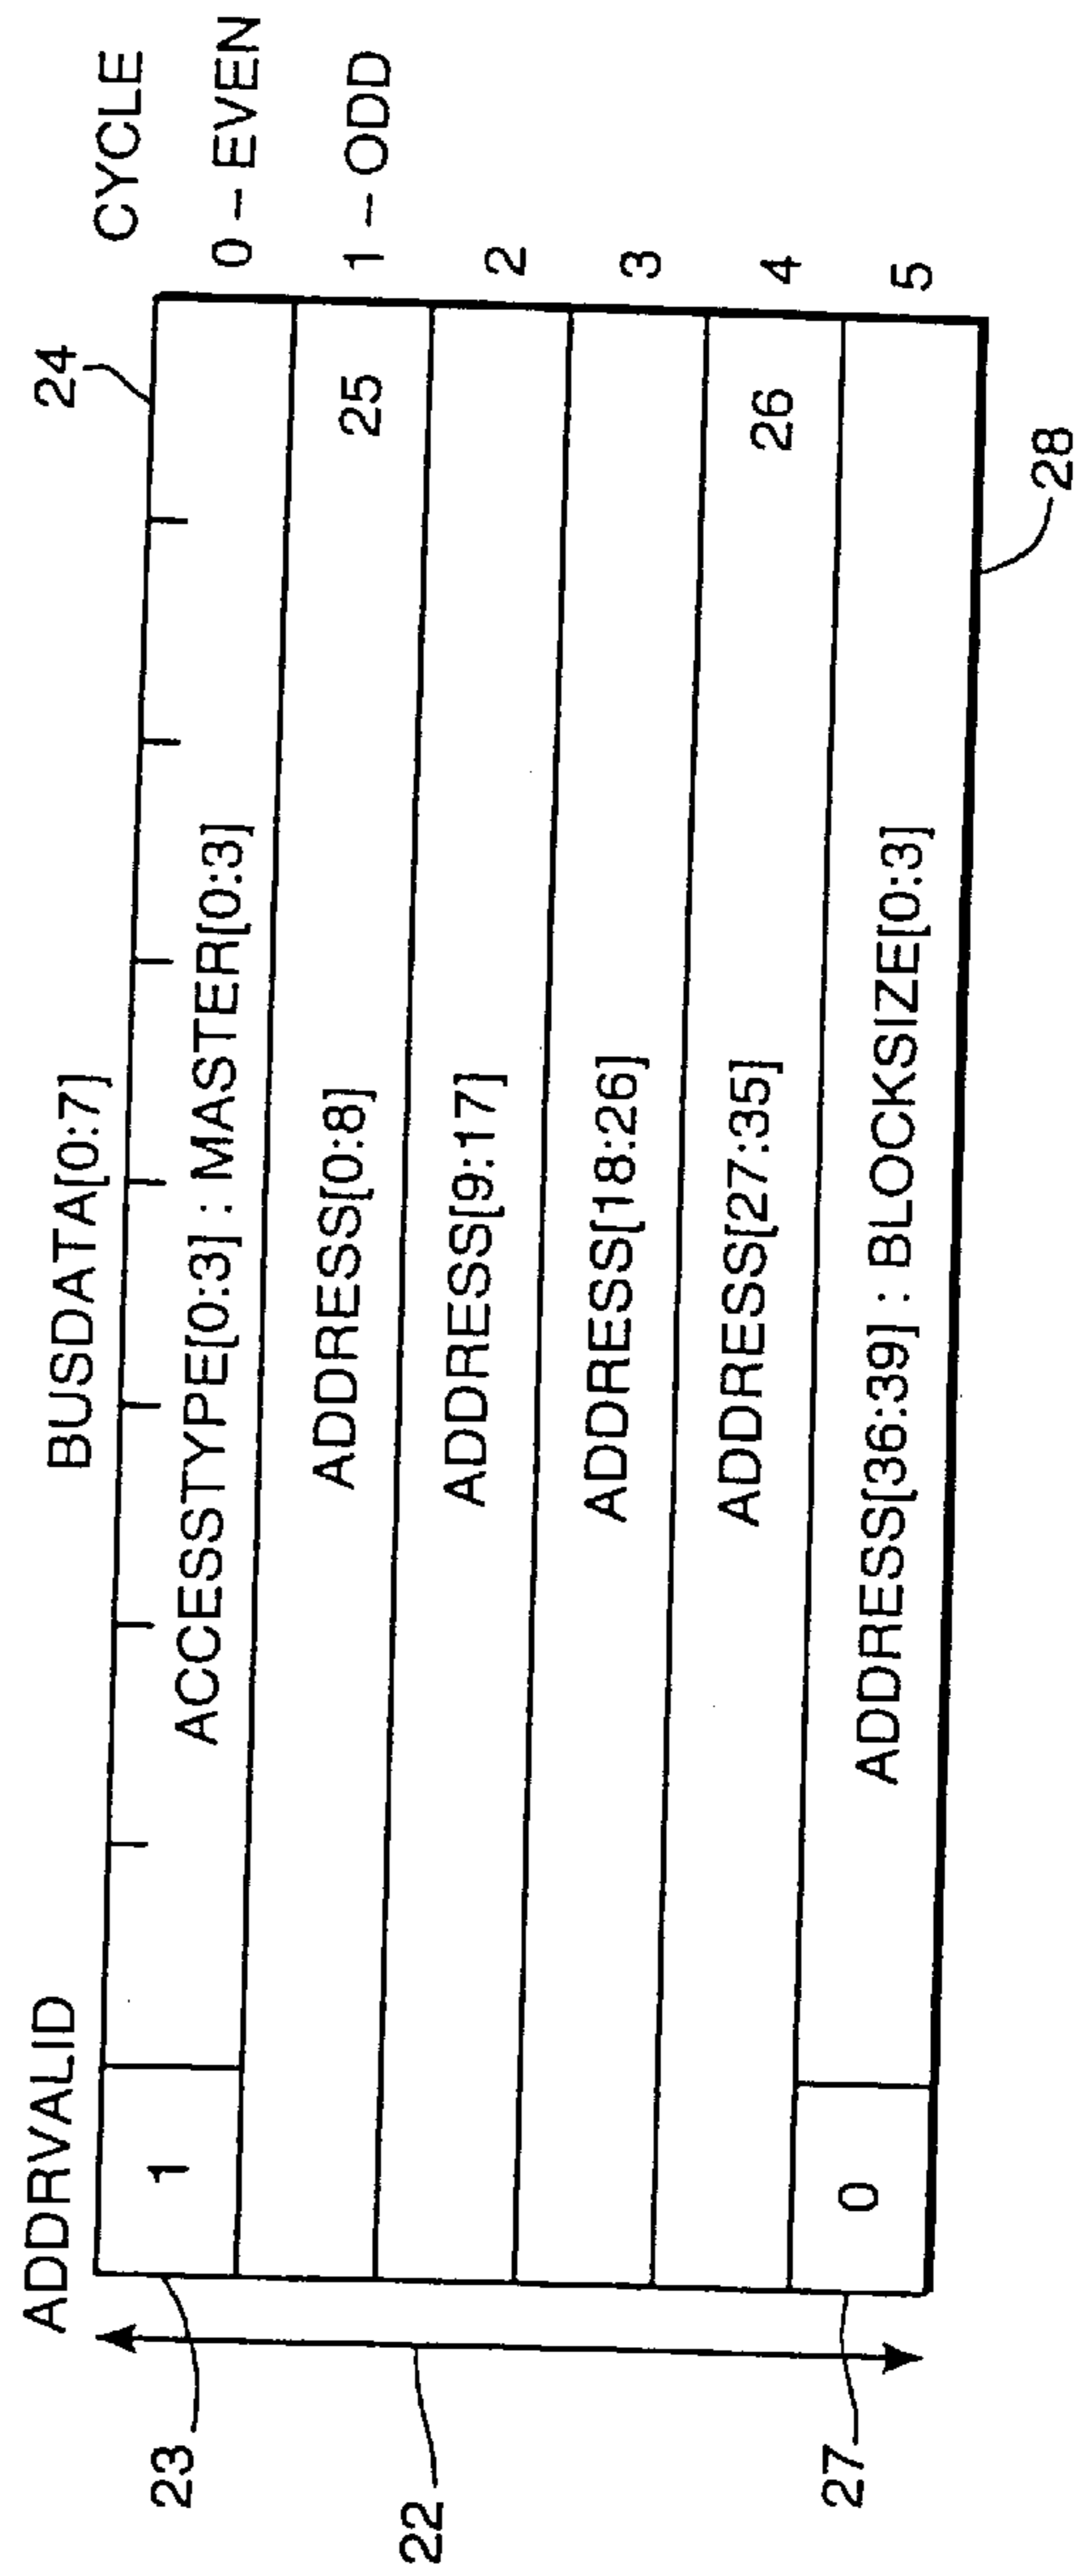 ADDRVALID BUSDATA[0:7] 24 CYCLE
23 1 ACCESSTYPE[0:3] : MASTER[0:3] 0 – EVEN
ADDRESS[0:8] 25 1 – ODD
22 ADDRESS[9:17] 2
ADDRESS[18:26] 3
ADDRESS[27:35] 26 4
27 0 ADDRESS[36:39] : BLOCKSIZE[0:3] 5
28